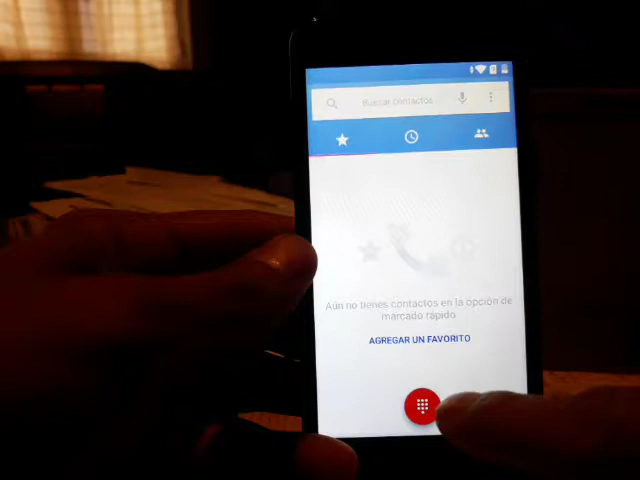 Buscar contactos
Aún no tienes contactos en la opción de
marcado rápido
AGREGAR UN FAVORITO